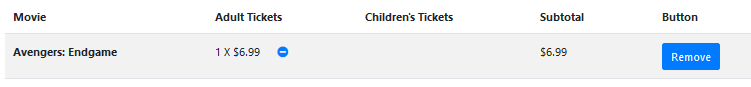 Movie Adult Tickets Children's Tickets Subtotal Button
Avengers: Endgame 1 X $6.99 $6.99 Remove